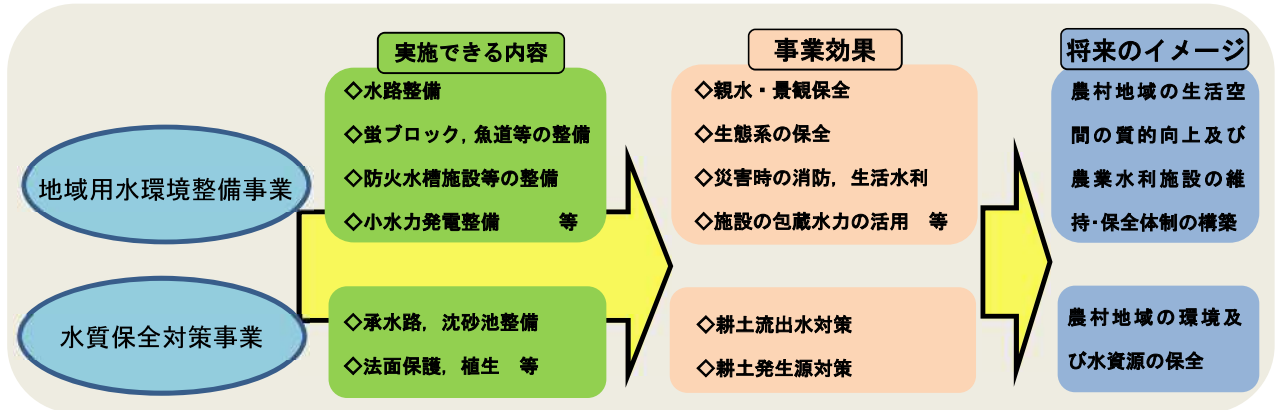 実施できる内容
事業効果
将来のイメージ
地域用水環境整備事業
◇水路整備
◇蛍ブロック,魚道等の整備
◇防火水槽施設等の整備
◇小水力発電整備　　　等
◇親水・景観保全
◇生態系の保全
◇災害時の消防，生活水利
◇施設の包蔵水力の活用　等
農村地域の生活空
間の質的向上及び
農業水利施設の維
持・保全体制の構築
水質保全対策事業
◇承水路，沈砂池整備
◇法面保護，植生　等
◇耕土流出水対策
◇耕土発生源対策
農村地域の環境及
び水資源の保全